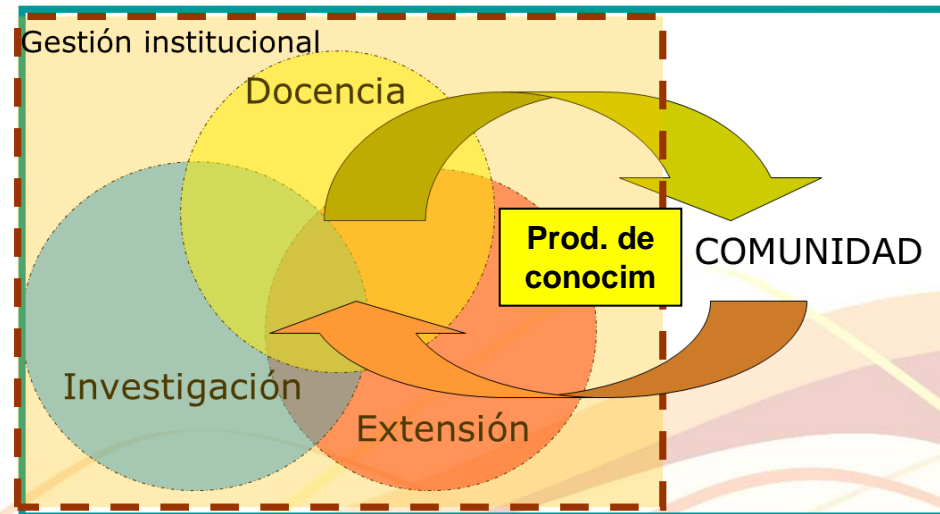 Gestión institucional
Docencia
Prod. de
conocim
COMUNIDAD
Investigación
Extensión